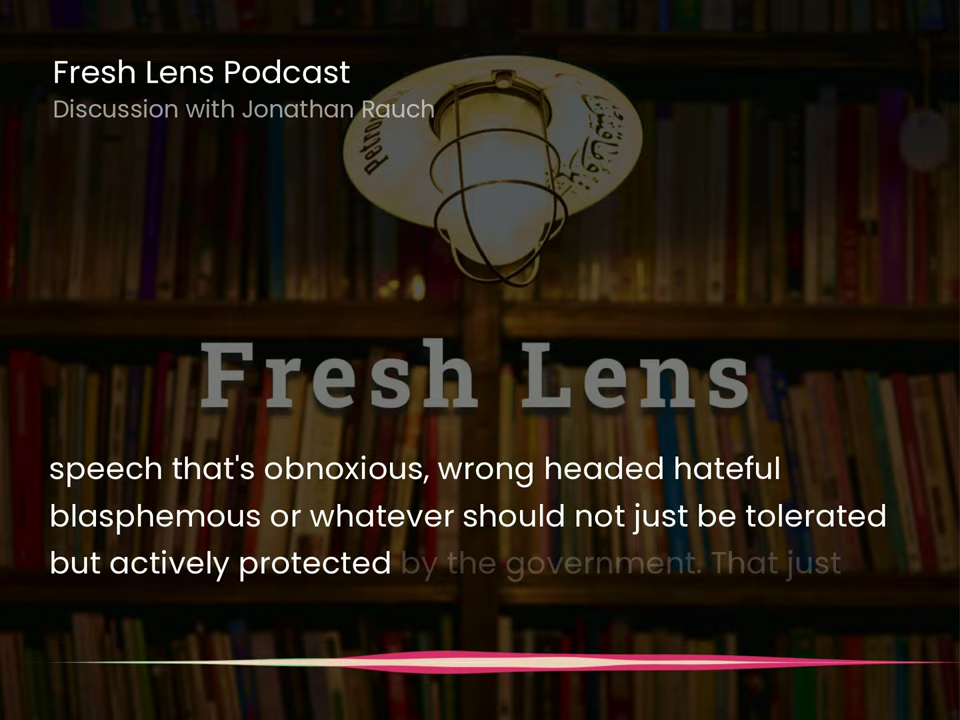 Fresh Lens Podcast
Discussion with Jonathan Rauch
Fresh Lens
speech that's obnoxious, wrong headed hateful
blasphemous or whatever should not just be tolerated
but actively protected by the government. That just